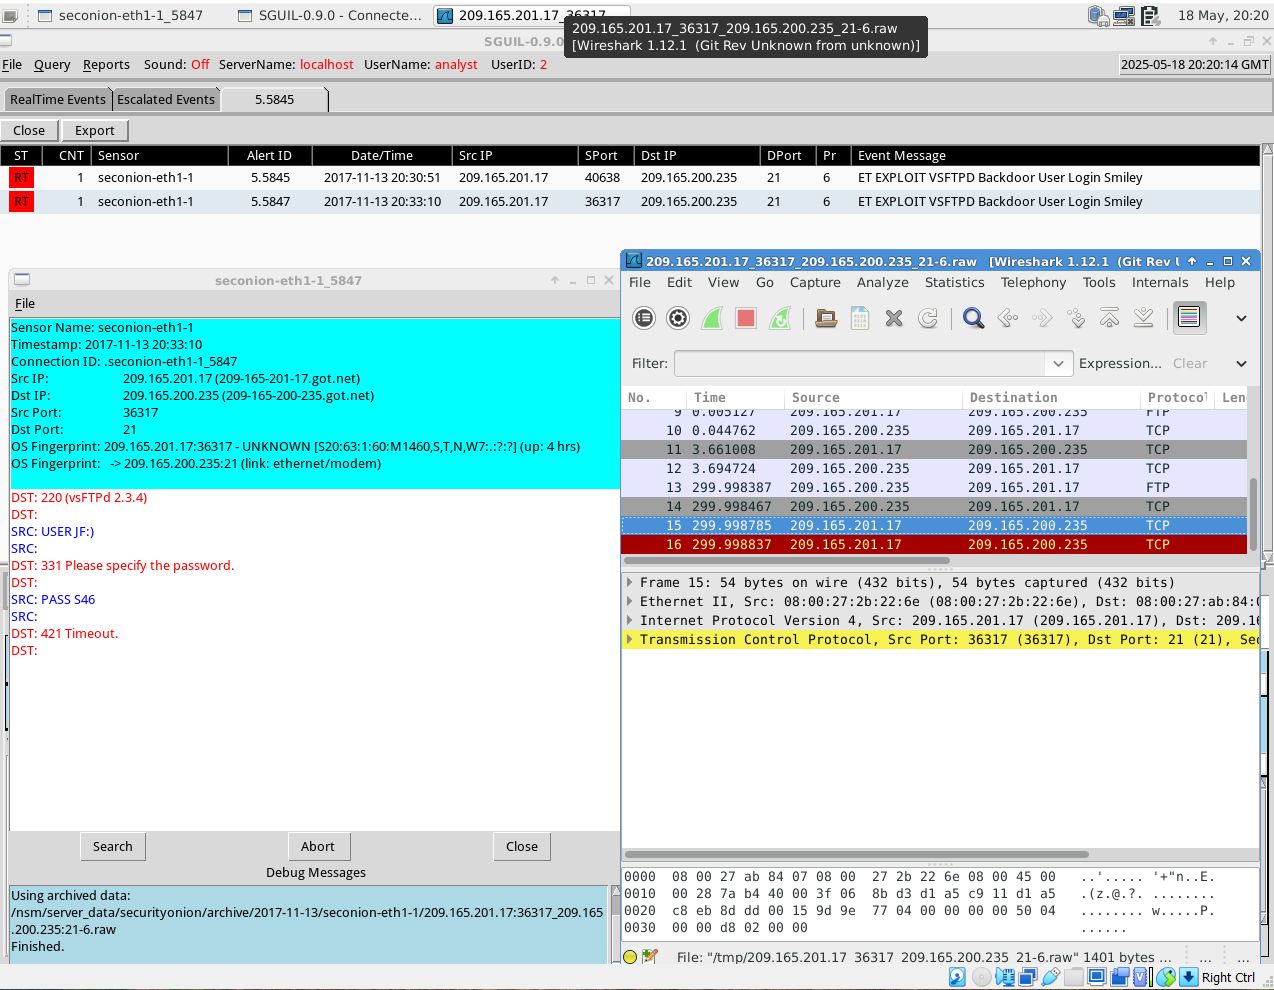 seconion-eth1-1_5847
SGUIL-0.9.0 - Connecte...
209.165.201.17_36317_
18 May, 20:20
209.165.201.17_36317_209.165.200.235_21-6.raw
[Wireshark 1.12.1 (Git Rev Unknown from unknown)]
SGUIL-0.9.0
File Query Reports Sound: Off ServerName: localhost UserName: analyst UserID: 2
2025-05-18 20:20:14 GMT
RealTime Events Escalated Events 5.5845
Close Export
ST CNT Sensor Alert ID Date/Time Src IP SPort Dst IP DPort Pr Event Message
RT 1 seconion-eth1-1 5.5845 2017-11-13 20:30:51 209.165.201.17 40638 209.165.200.235 21 6 ET EXPLOIT VSFTPD Backdoor User Login Smiley
RT 1 seconion-eth1-1 5.5847 2017-11-13 20:33:10 209.165.201.17 36317 209.165.200.235 21 6 ET EXPLOIT VSFTPD Backdoor User Login Smiley
seconion-eth1-1_5847
File
Sensor Name: seconion-eth1-1
Timestamp: 2017-11-13 20:33:10
Connection ID: .seconion-eth1-1_5847
Src IP: 209.165.201.17 (209-165-201-17.got.net)
Dst IP: 209.165.200.235 (209-165-200-235.got.net)
Src Port: 36317
Dst Port: 21
OS Fingerprint: 209.165.201.17:36317 - UNKNOWN [S20:63:1:60:M1460,S,T,N,W7:.:?:?] (up: 4 hrs)
OS Fingerprint: -> 209.165.200.235:21 (link: ethernet/modem)
DST: 220 (vsFTPd 2.3.4)
DST:
SRC: USER JF:)
SRC:
DST: 331 Please specify the password.
DST:
SRC: PASS S46
SRC:
DST: 421 Timeout.
DST:
Search Abort Close
Debug Messages
Using archived data:
/nsm/server_data/securityonion/archive/2017-11-13/seconion-eth1-1/209.165.201.17:36317_209.165
.200.235:21-6.raw
Finished.
209.165.201.17_36317_209.165.200.235_21-6.raw [Wireshark 1.12.1 (Git Rev
File Edit View Go Capture Analyze Statistics Telephony Tools Internals Help
Filter: Expression... Clear
No. Time Source Destination Protocol Len
9 0.005127 209.165.201.17 209.165.200.235 FTP
10 0.044762 209.165.200.235 209.165.201.17 TCP
11 3.661008 209.165.201.17 209.165.200.235 TCP
12 3.694724 209.165.200.235 209.165.201.17 TCP
13 299.998387 209.165.200.235 209.165.201.17 FTP
14 299.998467 209.165.200.235 209.165.201.17 TCP
15 299.998785 209.165.201.17 209.165.200.235 TCP
16 299.998837 209.165.201.17 209.165.200.235 TCP
Frame 15: 54 bytes on wire (432 bits), 54 bytes captured (432 bits)
Ethernet II, Src: 08:00:27:2b:22:6e (08:00:27:2b:22:6e), Dst: 08:00:27:ab:84:0
Internet Protocol Version 4, Src: 209.165.201.17 (209.165.201.17), Dst: 209.16
Transmission Control Protocol, Src Port: 36317 (36317), Dst Port: 21 (21), Sec
0000 08 00 27 ab 84 07 08 00 27 2b 22 6e 08 00 45 00 ..'..... '+"n..E.
0010 00 28 7a b4 40 00 3f 06 8b d3 d1 a5 c9 11 d1 a5 .(z.@.?. ........
0020 c8 eb 8d dd 00 15 9d 9e 77 04 00 00 00 00 50 04 ........ w.....P.
0030 00 00 d8 02 00 00 ......
File: "/tmp/209.165.201.17_36317_209.165.200.235_21-6.raw" 1401 bytes ... ... ...
Right Ctrl